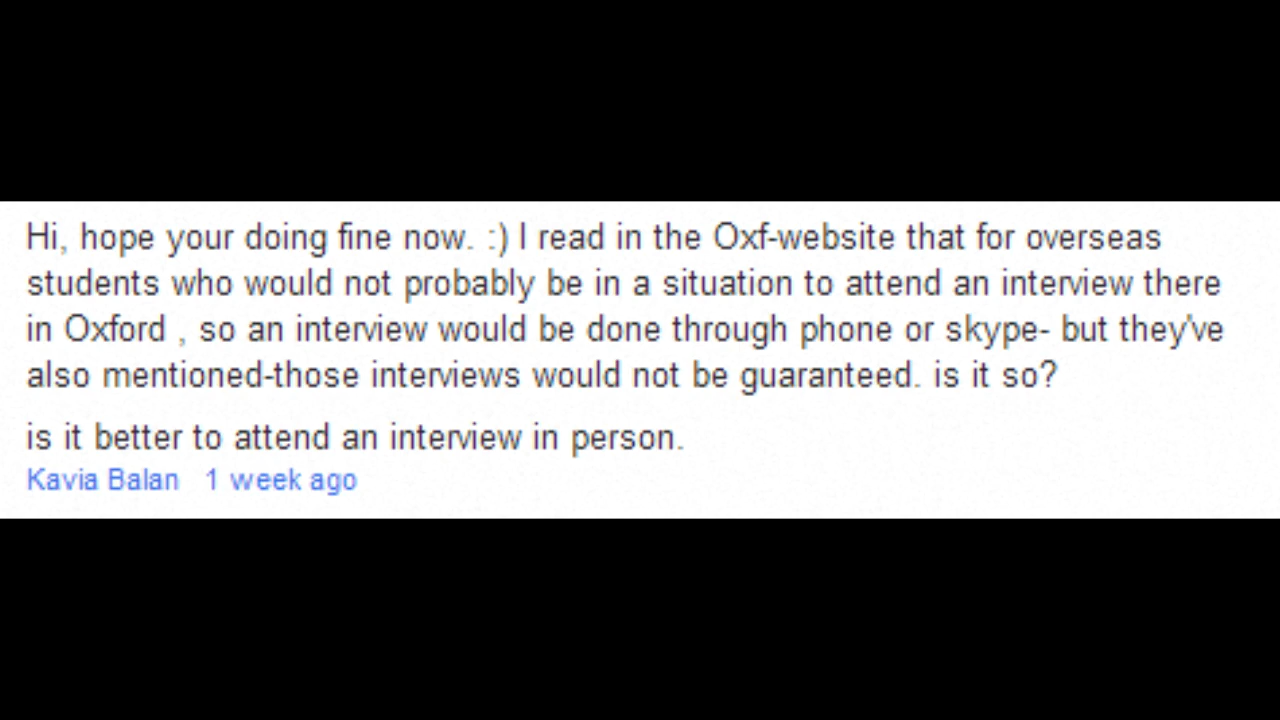 Hi, hope your doing fine now. :) I read in the Oxf-website that for overseas
students who would not probably be in a situation to attend an interview there
in Oxford , so an interview would be done through phone or skype- but they've
also mentioned-those interviews would not be guaranteed. is it so?
is it better to attend an interview in person.
Kavia Balan 1 week ago